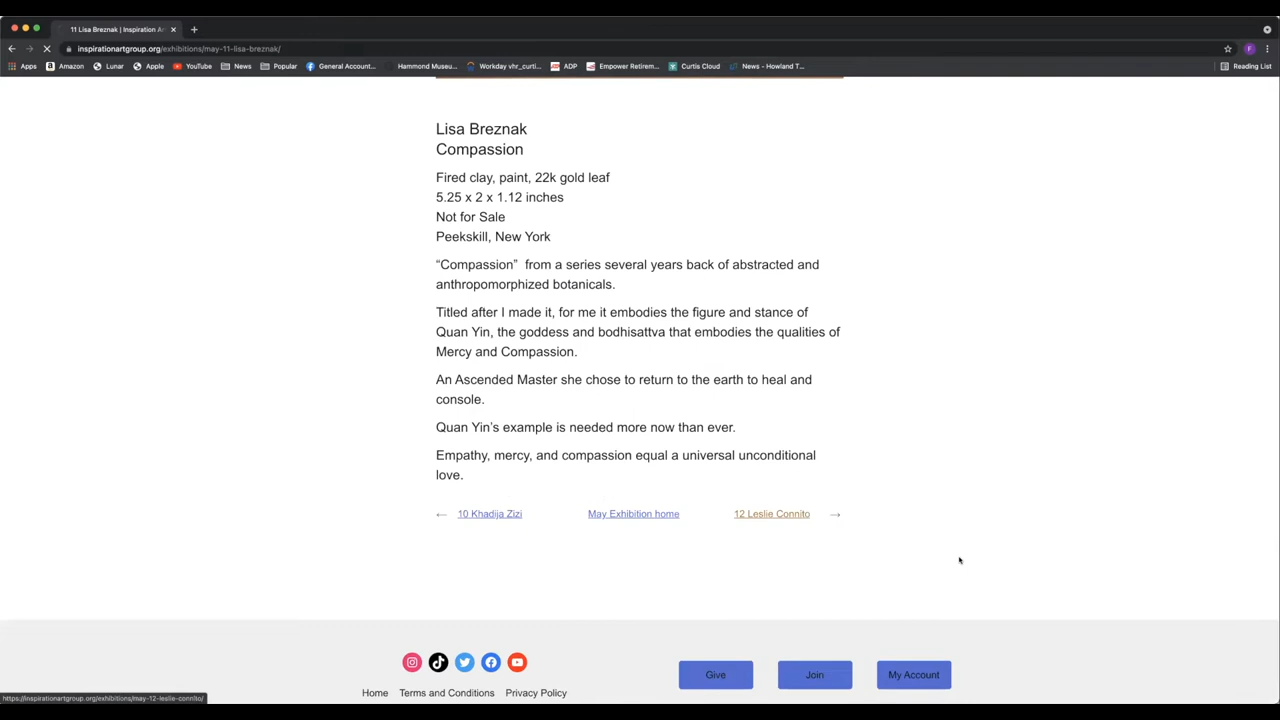 11 Lisa Breznak | Inspiration Ar
inspirationartgroup.org/exhibitions/may-11-lisa-breznak/
Apps Amazon Lunar Apple YouTube News Popular General Account... Hammond Museu... Workday vhr_curti... ADP Empower Retirem... Curtis Cloud News - Howland T... Reading List
Lisa Breznak
Compassion
Fired clay, paint, 22k gold leaf
5.25 x 2 x 1.12 inches
Not for Sale
Peekskill, New York
“Compassion” from a series several years back of abstracted and
anthropomorphized botanicals.
Titled after I made it, for me it embodies the figure and stance of
Quan Yin, the goddess and bodhisattva that embodies the qualities of
Mercy and Compassion.
An Ascended Master she chose to return to the earth to heal and
console.
Quan Yin’s example is needed more now than ever.
Empathy, mercy, and compassion equal a universal unconditional
love.
← 10 Khadija Zizi May Exhibition home 12 Leslie Connito →
Give Join My Account
Home Terms and Conditions Privacy Policy
https://inspirationartgroup.org/exhibitions/may-12-leslie-connito/